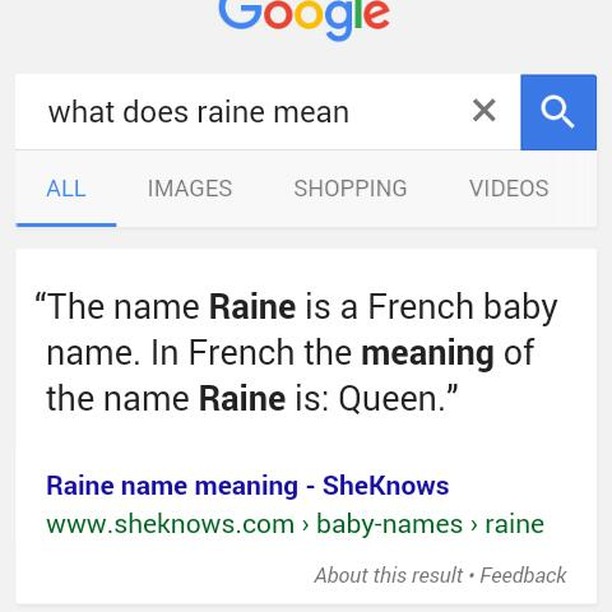 Google
what does raine mean
ALL IMAGES SHOPPING VIDEOS
“The name Raine is a French baby
name. In French the meaning of
the name Raine is: Queen.”
Raine name meaning - SheKnows
www.sheknows.com › baby-names › raine
About this result • Feedback